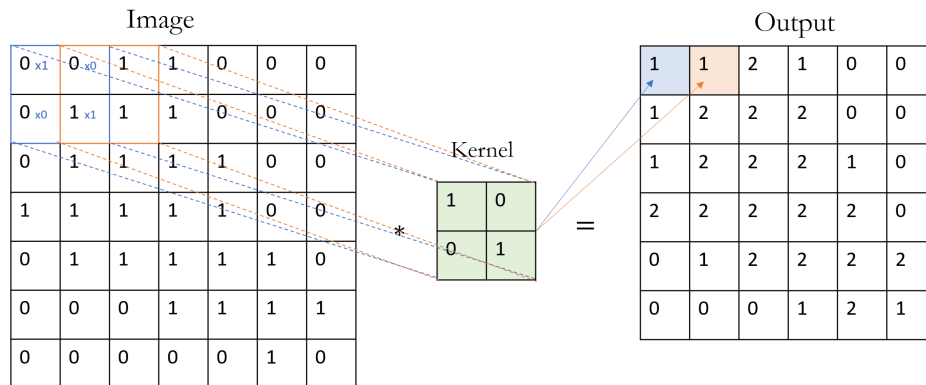 Image
Output
0 x1 0 x0 1 1 0 0 0
0 x0 1 x1 1 1 0 0 0
0 1 1 1 1 0 0
1 1 1 1 1 0 0
0 1 1 1 1 1 0
0 0 0 1 1 1 1
0 0 0 0 0 1 0
*
Kernel
1 0
0 1
=
1 1 2 1 0 0
1 2 2 2 0 0
1 2 2 2 1 0
2 2 2 2 2 0
0 1 2 2 2 2
0 0 0 1 2 1